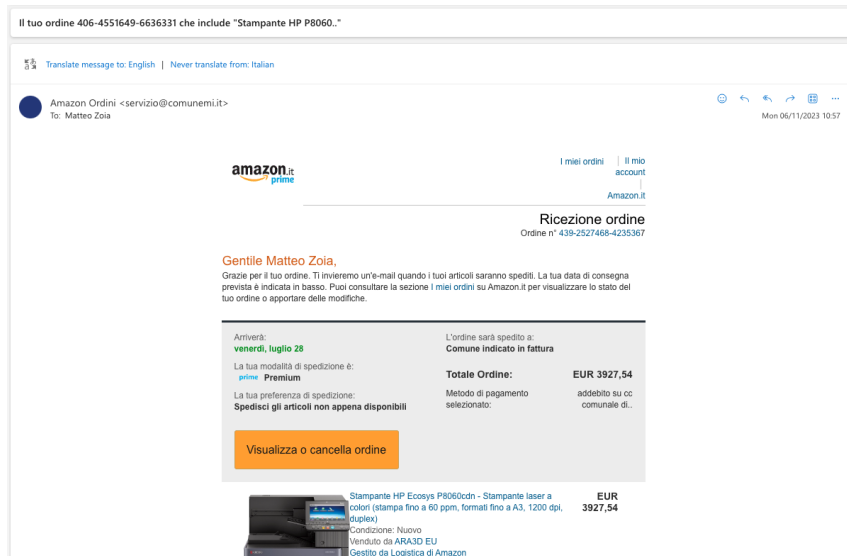 Il tuo ordine 406-4551649-6636331 che include "Stampante HP P8060.."
Translate message to: English | Never translate from: Italian
Amazon Ordini <servizio@comunemi.it>
To: Matteo Zoia
Mon 06/11/2023 10:57
amazon.it
prime
I miei ordini | Il mio
account
|
Amazon.it
Ricezione ordine
Ordine n° 439-2527468-4235367
Gentile Matteo Zoia,
Grazie per il tuo ordine. Ti invieremo un'e-mail quando i tuoi articoli saranno spediti. La tua data di consegna
prevista è indicata in basso. Puoi consultare la sezione I miei ordini su Amazon.it per visualizzare lo stato del
tuo ordine o apportare delle modifiche.
Arriverà:
venerdì, luglio 28
La tua modalità di spedizione è:
prime Premium
La tua preferenza di spedizione:
Spedisci gli articoli non appena disponibili
L'ordine sarà spedito a:
Comune indicato in fattura
Totale Ordine: EUR 3927,54
Metodo di pagamento addebito su cc
selezionato: comunale di..
Visualizza o cancella ordine
Stampante HP Ecosys P8060cdn - Stampante laser a EUR
colori (stampa fino a 60 ppm, formati fino a A3, 1200 dpi, 3927,54
duplex)
Condizione: Nuovo
Venduto da ARA3D EU
Gestito da Logistica di Amazon